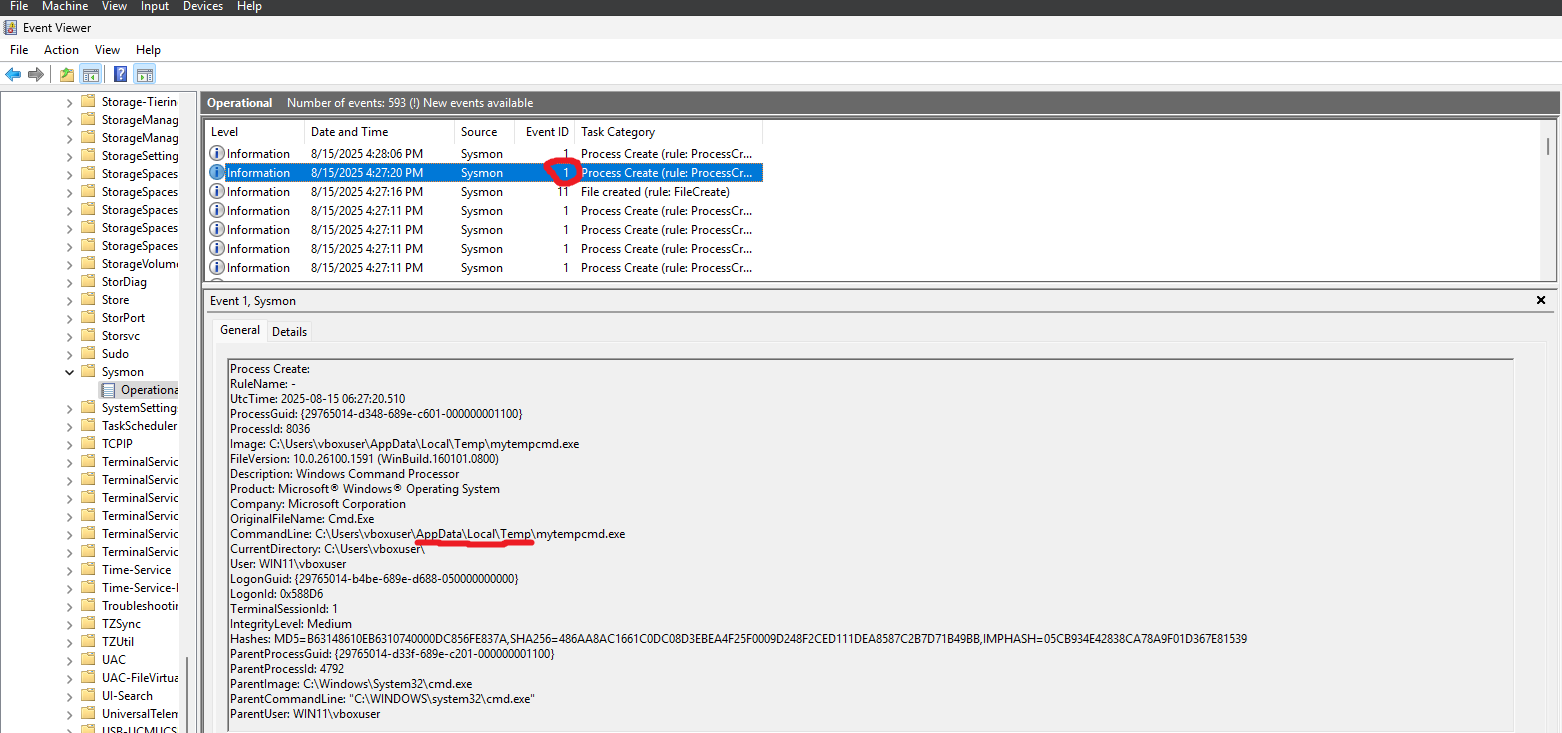 File Machine View Input Devices Help
Event Viewer
File Action View Help
Storage-Tierin
StorageManag
StorageManag
StorageSetting
StorageSpaces
StorageSpaces
StorageSpaces
StorageSpaces
StorageSpaces
StorageVolume
StorDiag
Store
StorPort
Storsvc
Sudo
Sysmon
Operationa
SystemSetting
TaskScheduler
TCPIP
TerminalServic
TerminalServic
TerminalServic
TerminalServic
TerminalServic
TerminalServic
Time-Service
Time-Service-
Troubleshootin
TZSync
TZUtil
UAC
UAC-FileVirtua
UI-Search
UniversalTelem
USB-UCMUCS
Operational Number of events: 593 (!) New events available
Level Date and Time Source Event ID Task Category
Information 8/15/2025 4:28:06 PM Sysmon 1 Process Create (rule: ProcessCr...
Information 8/15/2025 4:27:20 PM Sysmon 1 Process Create (rule: ProcessCr...
Information 8/15/2025 4:27:16 PM Sysmon 11 File created (rule: FileCreate)
Information 8/15/2025 4:27:11 PM Sysmon 1 Process Create (rule: ProcessCr...
Information 8/15/2025 4:27:11 PM Sysmon 1 Process Create (rule: ProcessCr...
Information 8/15/2025 4:27:11 PM Sysmon 1 Process Create (rule: ProcessCr...
Information 8/15/2025 4:27:11 PM Sysmon 1 Process Create (rule: ProcessCr...
Event 1, Sysmon
General Details
Process Create:
RuleName: -
UtcTime: 2025-08-15 06:27:20.510
ProcessGuid: {29765014-d348-689e-c601-000000001100}
ProcessId: 8036
Image: C:\Users\vboxuser\AppData\Local\Temp\mytempcmd.exe
FileVersion: 10.0.26100.1591 (WinBuild.160101.0800)
Description: Windows Command Processor
Product: Microsoft® Windows® Operating System
Company: Microsoft Corporation
OriginalFileName: Cmd.Exe
CommandLine: C:\Users\vboxuser\AppData\Local\Temp\mytempcmd.exe
CurrentDirectory: C:\Users\vboxuser\
User: WIN11\vboxuser
LogonGuid: {29765014-b4be-689e-d688-050000000000}
LogonId: 0x588D6
TerminalSessionId: 1
IntegrityLevel: Medium
Hashes: MD5=B63148610EB6310740000DC856FE837A,SHA256=486AA8AC1661C0DC08D3EBEA4F25F0009D248F2CED111DEA8587C2B7D71B49BB,IMPHASH=05CB934E42838CA78A9F01D367E81539
ParentProcessGuid: {29765014-d33f-689e-c201-000000001100}
ParentProcessId: 4792
ParentImage: C:\Windows\System32\cmd.exe
ParentCommandLine: "C:\WINDOWS\system32\cmd.exe"
ParentUser: WIN11\vboxuser